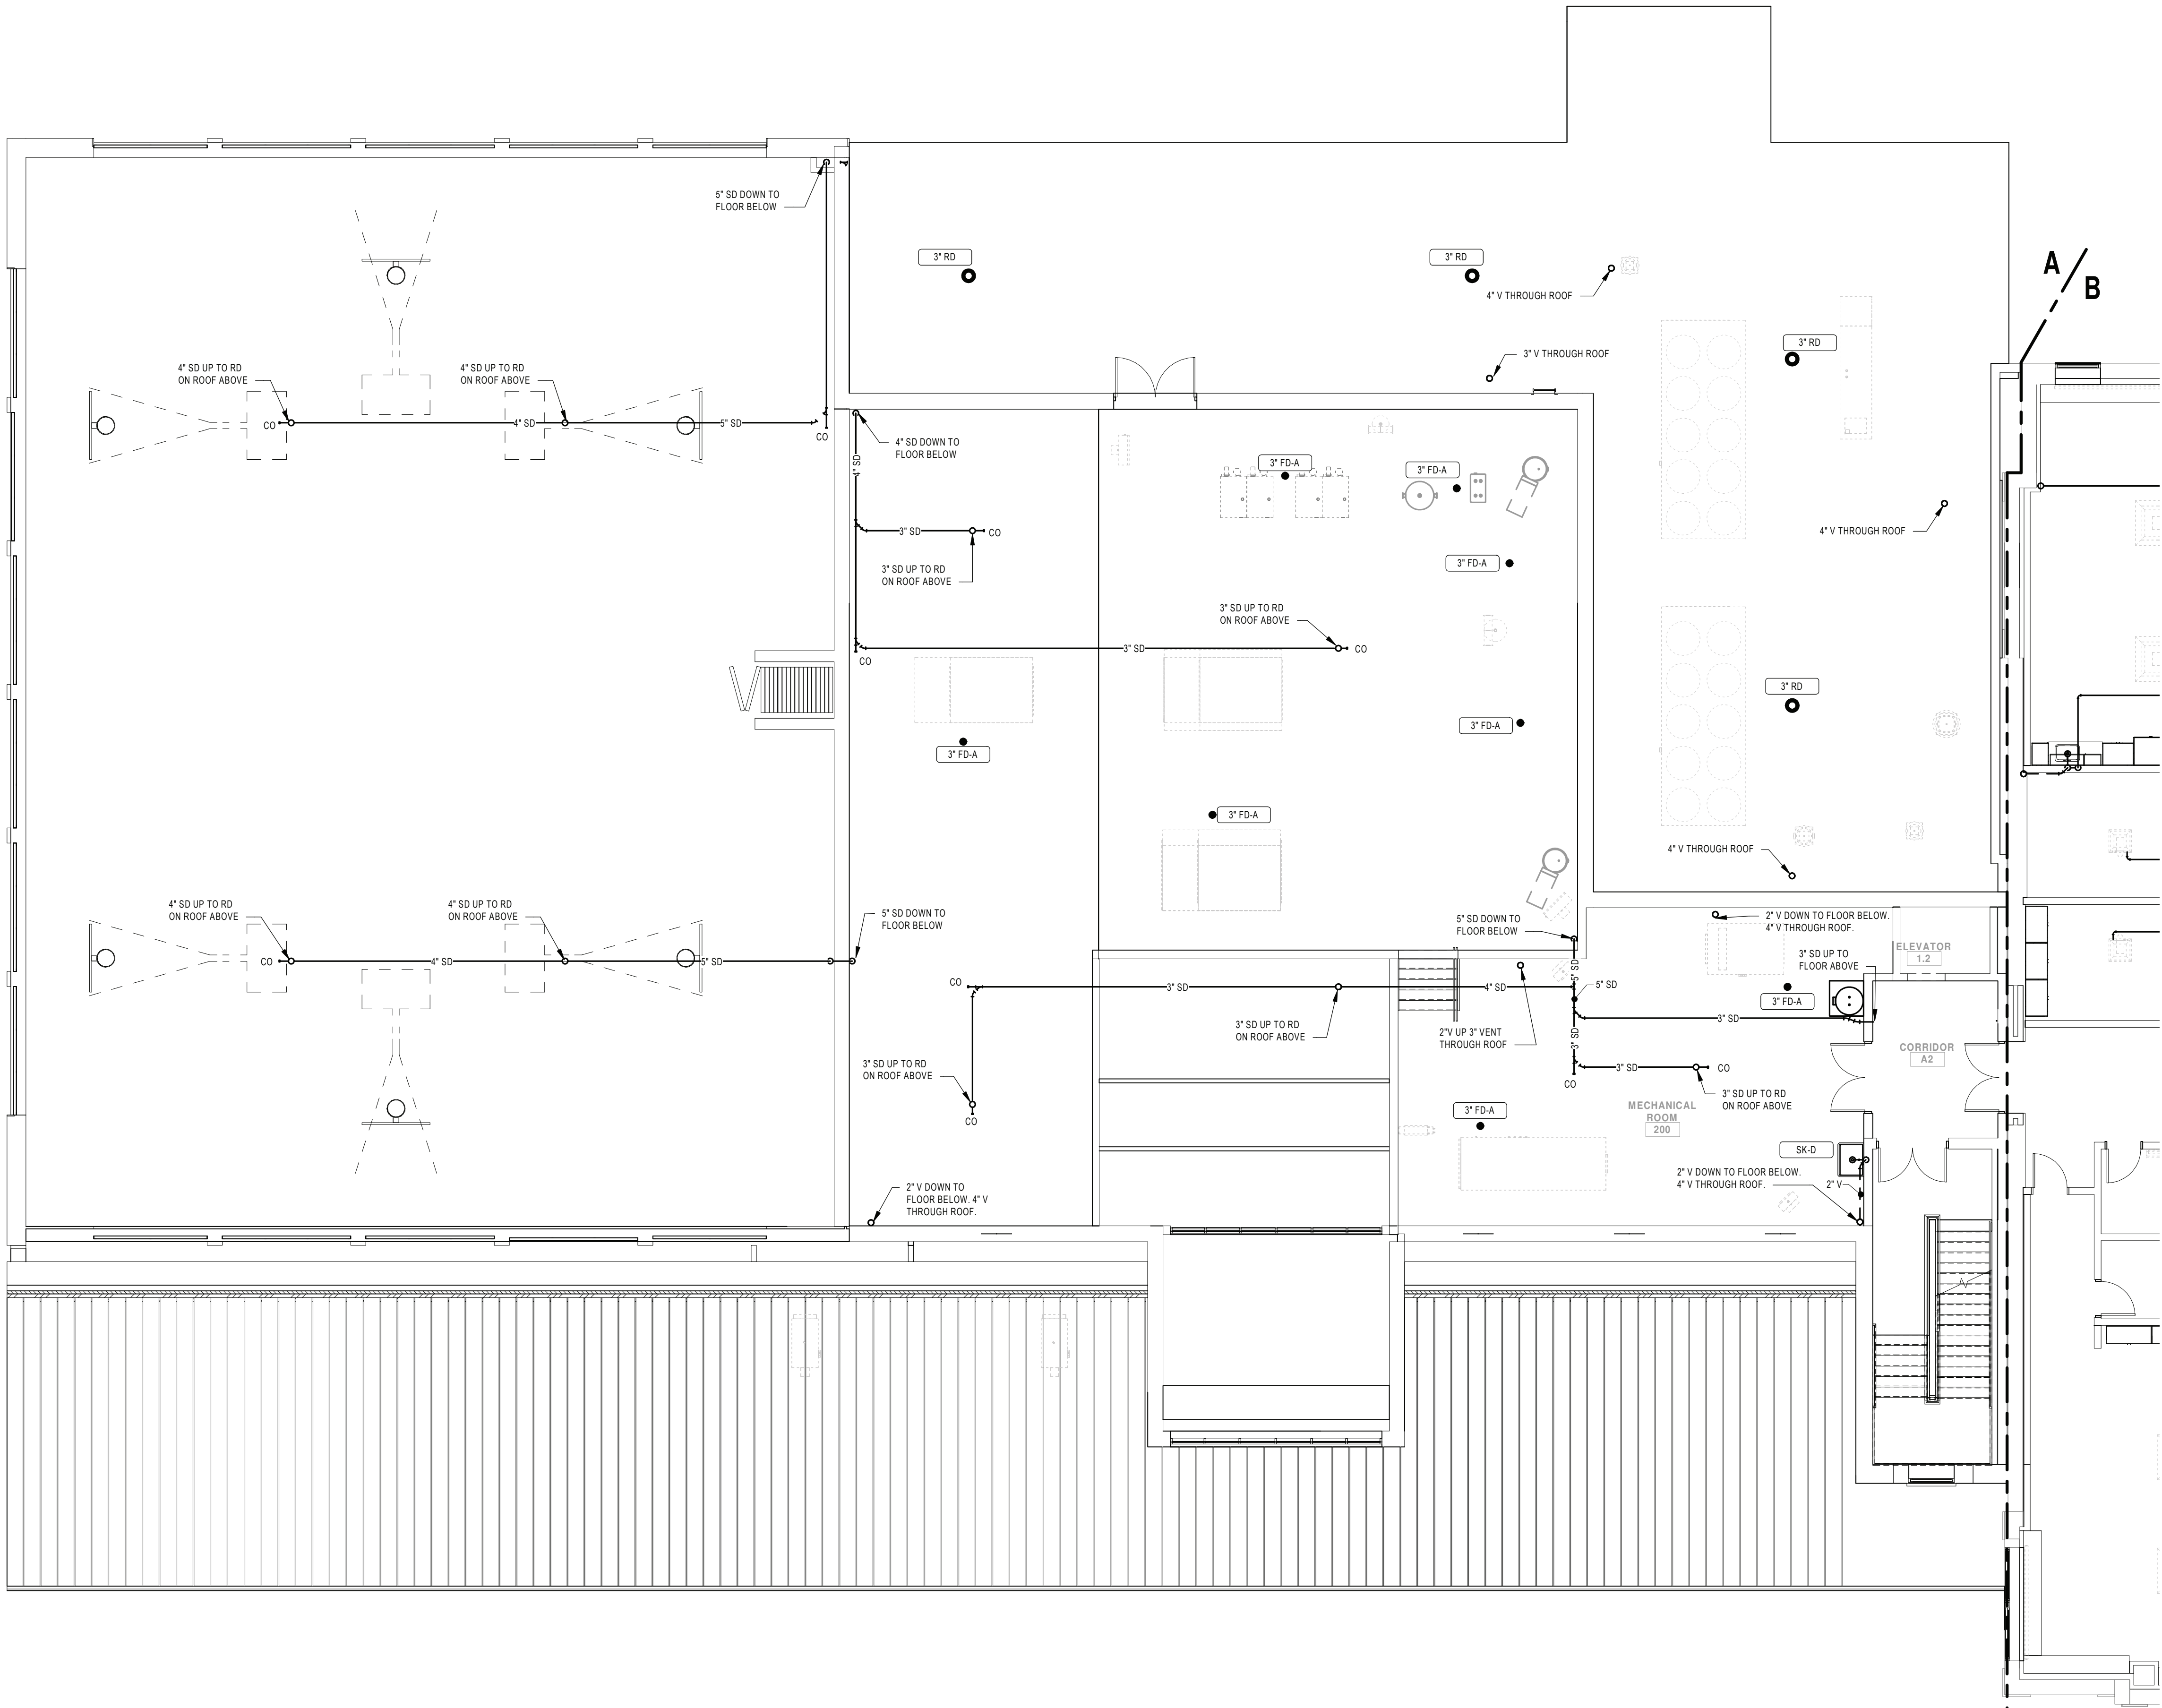 5" SD DOWN TO
FLOOR BELOW
3" RD
3" RD
A
B
4" V THROUGH ROOF
3" RD
3" V THROUGH ROOF
4" SD UP TO RD
ON ROOF ABOVE
4" SD UP TO RD
ON ROOF ABOVE
CO
4" SD
5" SD
CO
4" SD DOWN TO
FLOOR BELOW
4" SD
3" FD-A
3" FD-A
3" SD
CO
4" V THROUGH ROOF
3" SD UP TO RD
ON ROOF ABOVE
3" FD-A
3" SD UP TO RD
ON ROOF ABOVE
3" SD
CO
CO
3" RD
3" FD-A
3" FD-A
3" FD-A
4" V THROUGH ROOF
4" SD UP TO RD
ON ROOF ABOVE
4" SD UP TO RD
ON ROOF ABOVE
5" SD DOWN TO
FLOOR BELOW
5" SD DOWN TO
FLOOR BELOW
2" V DOWN TO FLOOR BELOW.
4" V THROUGH ROOF.
ELEVATOR
1.2
CO
4" SD
5" SD
5" SD
3" SD UP TO
FLOOR ABOVE
CO
3" SD
4" SD
5" SD
3" FD-A
3" SD
3" SD UP TO RD
ON ROOF ABOVE
2"V UP 3" VENT
THROUGH ROOF
3" SD
CORRIDOR
A2
3" SD UP TO RD
ON ROOF ABOVE
3" SD
CO
CO
3" SD UP TO RD
ON ROOF ABOVE
CO
3" FD-A
MECHANICAL
ROOM
200
SK-D
2" V DOWN TO FLOOR BELOW.
4" V THROUGH ROOF.
2" V
2" V DOWN TO
FLOOR BELOW. 4" V
THROUGH ROOF.